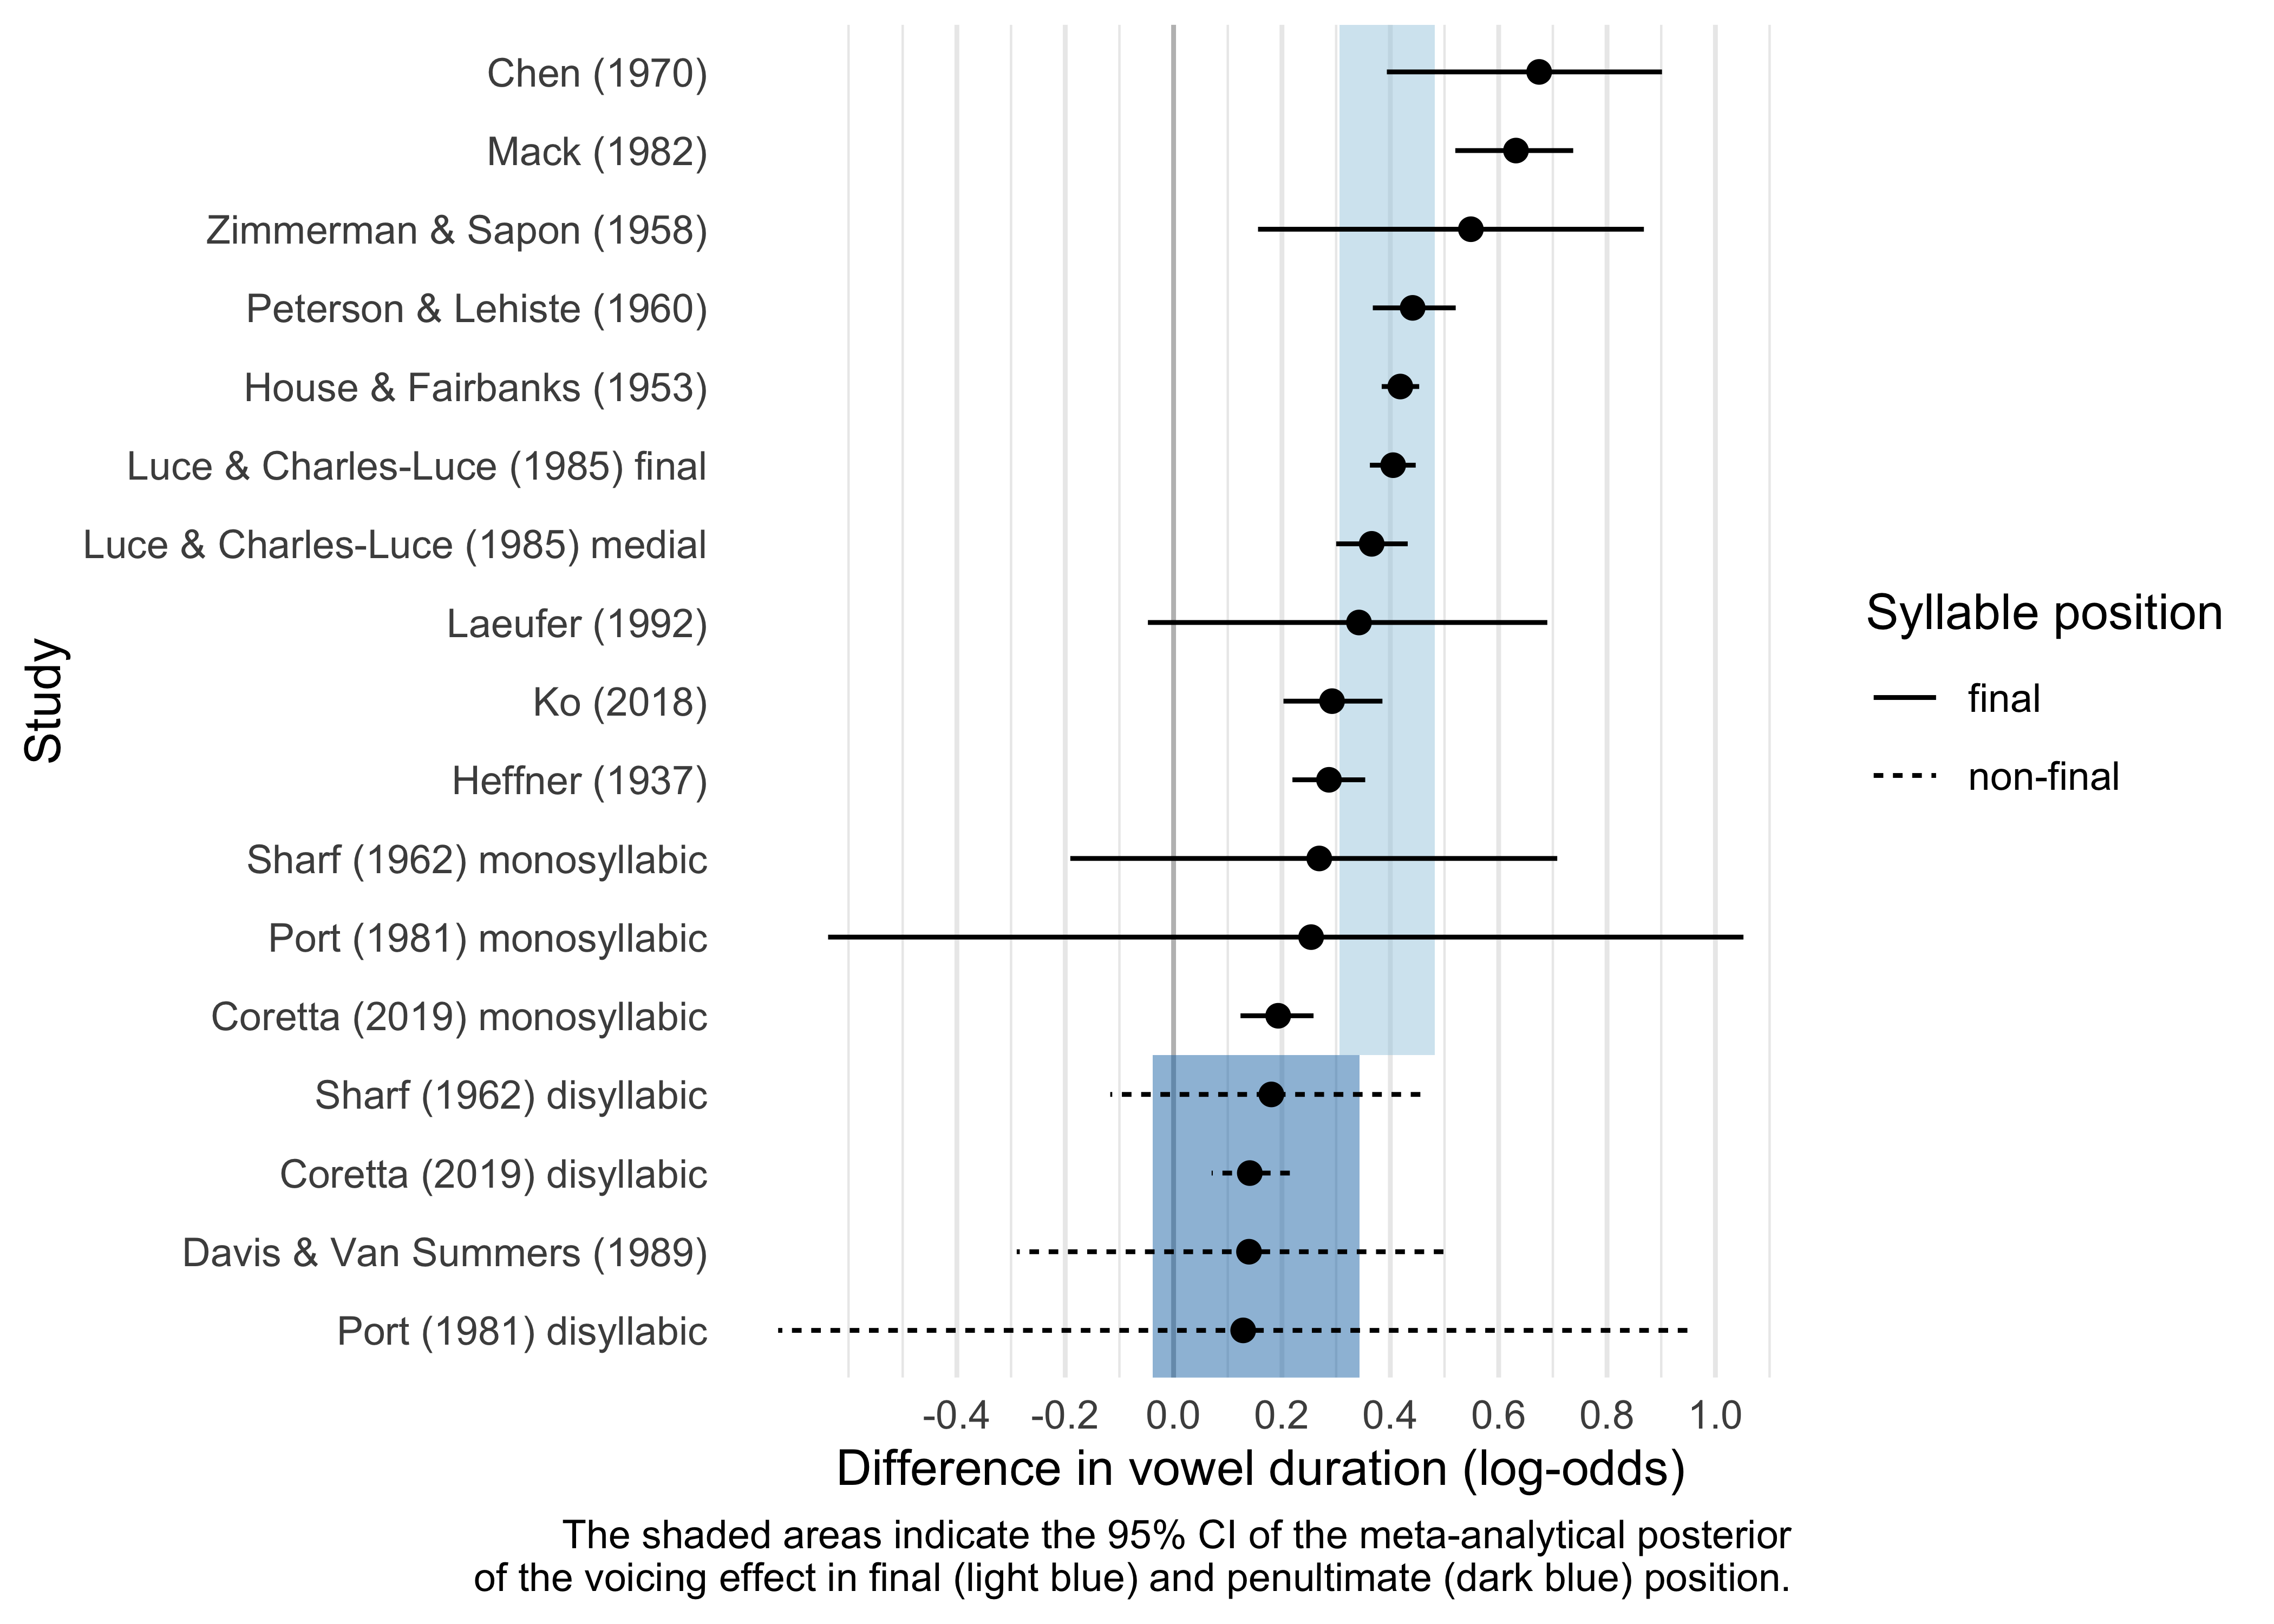 Chen (1970)
Mack (1982)
Zimmerman & Sapon (1958)
Peterson & Lehiste (1960)
House & Fairbanks (1953)
Luce & Charles-Luce (1985) final
Luce & Charles-Luce (1985) medial
Laeufer (1992)
Ko (2018)
Heffner (1937)
Sharf (1962) monosyllabic
Port (1981) monosyllabic
Coretta (2019) monosyllabic
Sharf (1962) disyllabic
Coretta (2019) disyllabic
Davis & Van Summers (1989)
Port (1981) disyllabic
Study
-0.4 -0.2 0.0 0.2 0.4 0.6 0.8 1.0
Difference in vowel duration (log-odds)
The shaded areas indicate the 95% CI of the meta-analytical posterior
of the voicing effect in final (light blue) and penultimate (dark blue) position.
Syllable position
final
non-final